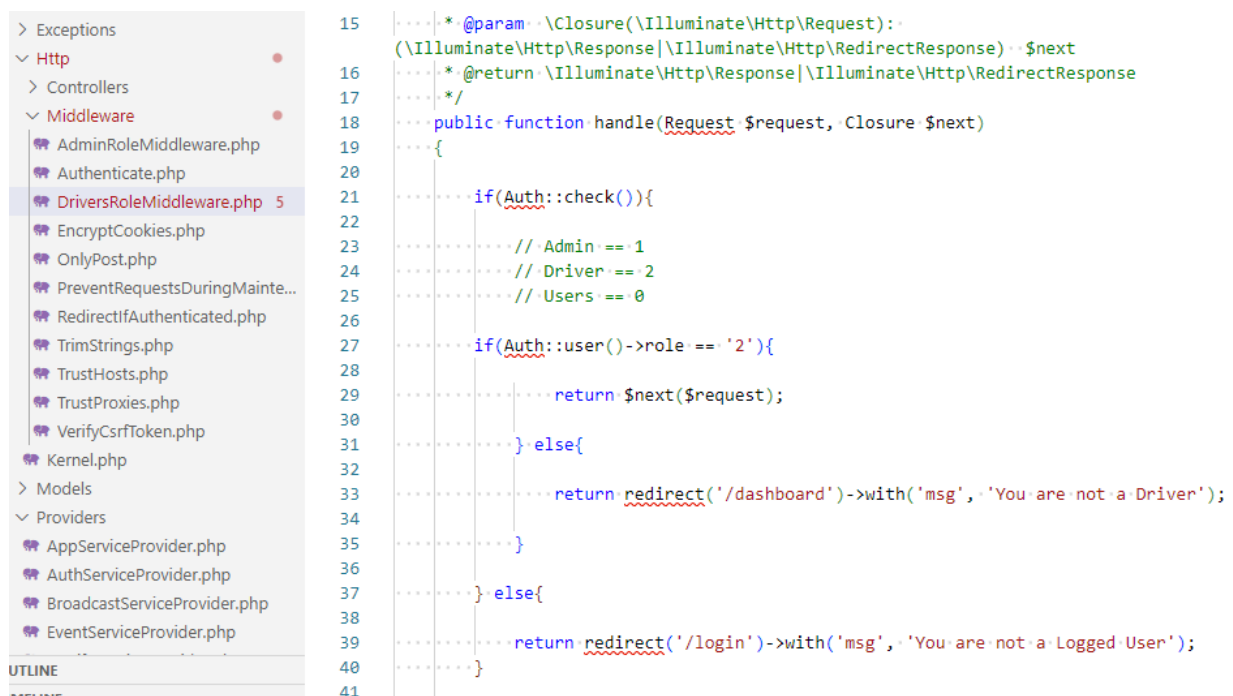 Exceptions
Http
Controllers
Middleware
AdminRoleMiddleware.php
Authenticate.php
DriversRoleMiddleware.php 5
EncryptCookies.php
OnlyPost.php
PreventRequestsDuringMainte...
RedirectIfAuthenticated.php
TrimStrings.php
TrustHosts.php
TrustProxies.php
VerifyCsrfToken.php
Kernel.php
Models
Providers
AppServiceProvider.php
AuthServiceProvider.php
BroadcastServiceProvider.php
EventServiceProvider.php
UTLINE
15 * @param  \Closure(\Illuminate\Http\Request):
(\Illuminate\Http\Response|\Illuminate\Http\RedirectResponse)  $next
16 * @return \Illuminate\Http\Response|\Illuminate\Http\RedirectResponse
17 */
18 public function handle(Request $request, Closure $next)
19 {
20
21 if(Auth::check()){
22
23 // Admin == 1
24 // Driver == 2
25 // Users == 0
26
27 if(Auth::user()->role == '2'){
28
29 return $next($request);
30
31 } else{
32
33 return redirect('/dashboard')->with('msg', 'You are not a Driver');
34
35 }
36
37 } else{
38
39 return redirect('/login')->with('msg', 'You are not a Logged User');
40 }
41